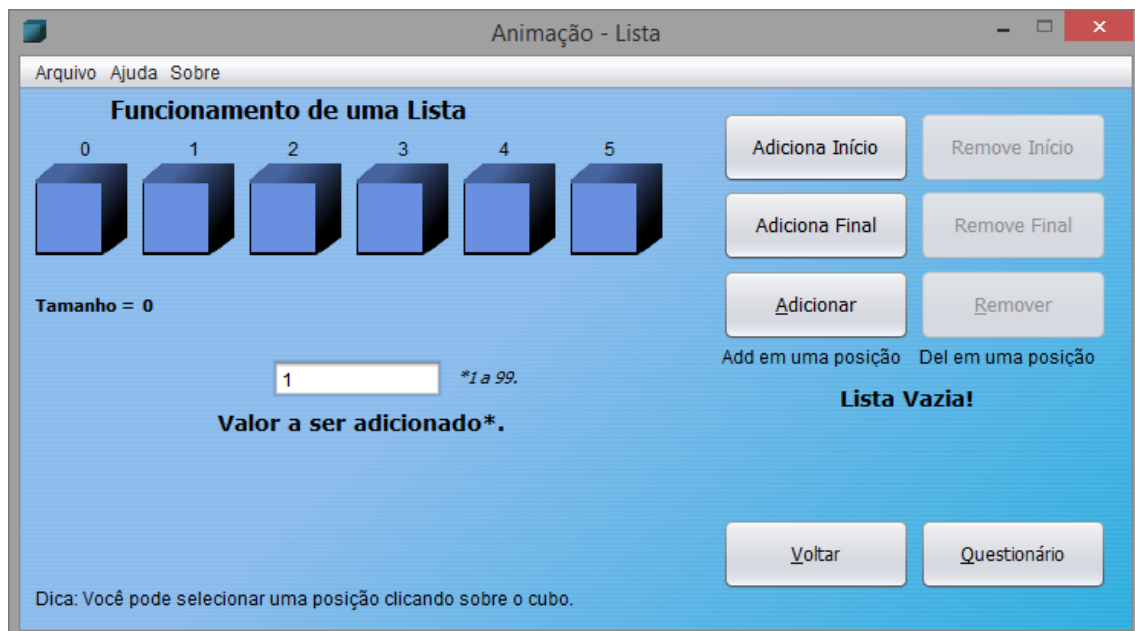 Animação - Lista
Arquivo Ajuda Sobre
Funcionamento de uma Lista
0 1 2 3 4 5
Tamanho = 0
1 *1 a 99.
Valor a ser adicionado*.
Adiciona Início Remove Início
Adiciona Final Remove Final
Adicionar Remover
Add em uma posição Del em uma posição
Lista Vazia!
Voltar Questionário
Dica: Você pode selecionar uma posição clicando sobre o cubo.